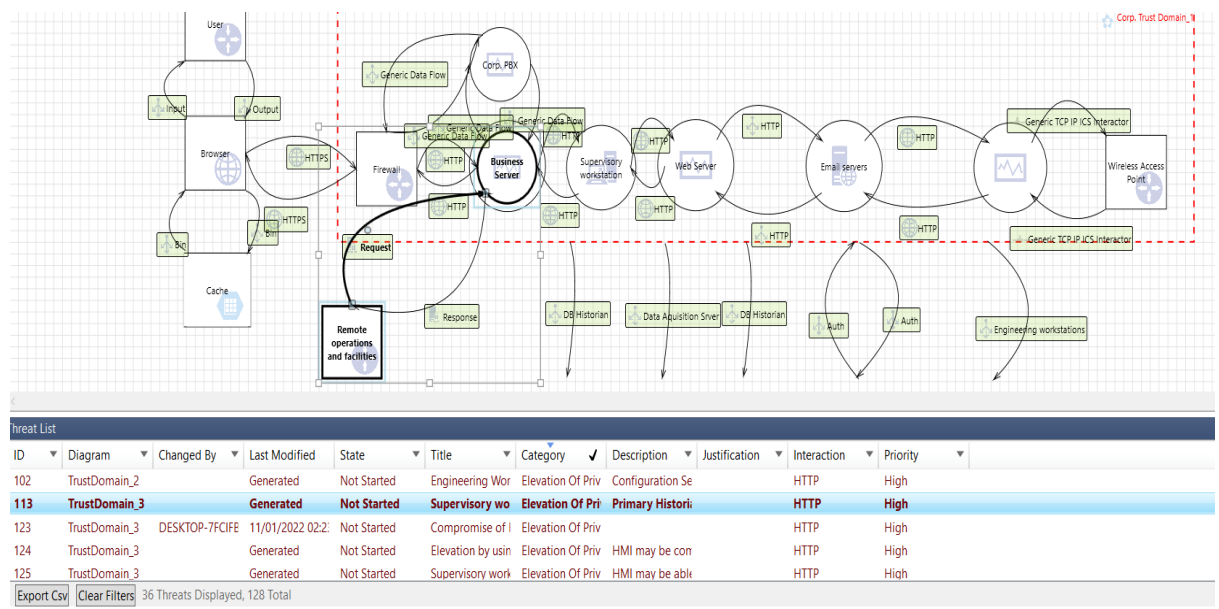 User
Corp. Trust Domain_1
Corp. PBX
Generic Data Flow
Input
Output
Generic Data Flow
Generic Data Flow
Generic Data Flow
HTTP
HTTP
HTTP
HTTP
Generic TCP IP ICS Interactor
Browser
HTTPS
Firewall
HTTP
Business
Server
Supervisory
workstation
Web Server
Email servers
Wireless Access
Point
HTTP
HTTP
HTTP
HTTPS
Bin
Bin
HTTP
HTTP
Generic TCP IP ICS Interactor
Request
Cache
Response
DB Historian
Data Aquisition Srver
DB Historian
Auth
Auth
Engineering workstations
Remote
operations
and facilities
Threat List
ID Diagram Changed By Last Modified State Title Category Description Justification Interaction Priority
102 TrustDomain_2 Generated Not Started Engineering Wor Elevation Of Priv Configuration Se HTTP High
113 TrustDomain_3 Generated Not Started Supervisory wo Elevation Of Priv Primary Historia HTTP High
123 TrustDomain_3 DESKTOP-7FCIFE 11/01/2022 02:2 Not Started Compromise of Elevation Of Priv HTTP High
124 TrustDomain_3 Generated Not Started Elevation by usin Elevation Of Priv HMI may be com HTTP High
125 TrustDomain_3 Generated Not Started Supervisory work Elevation Of Priv HMI may be able HTTP High
Export Csv Clear Filters 36 Threats Displayed, 128 Total